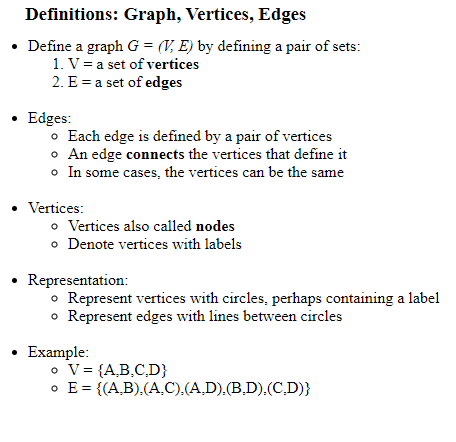 Definitions: Graph, Vertices, Edges
• Define a graph G = (V, E) by defining a pair of sets:
1. V = a set of vertices
2. E = a set of edges
• Edges:
○ Each edge is defined by a pair of vertices
○ An edge connects the vertices that define it
○ In some cases, the vertices can be the same
• Vertices:
○ Vertices also called nodes
○ Denote vertices with labels
• Representation:
○ Represent vertices with circles, perhaps containing a label
○ Represent edges with lines between circles
• Example:
○ V = {A,B,C,D}
○ E = {(A,B),(A,C),(A,D),(B,D),(C,D)}